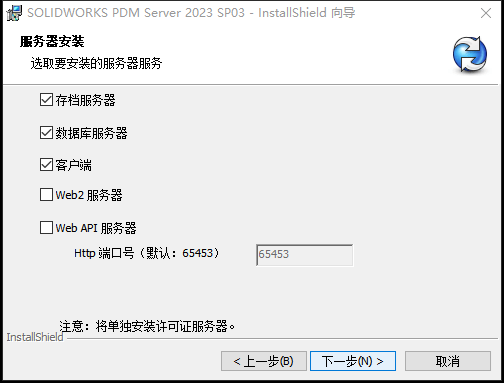 SOLIDWORKS PDM Server 2023 SP03 - InstallShield 向导
服务器安装
选取要安装的服务器服务
存档服务器
数据库服务器
客户端
Web2 服务器
Web API 服务器
Http 端口号（默认：65453） 65453
注意：将单独安装许可证服务器。
InstallShield
< 上一步(B) 下一步(N) > 取消